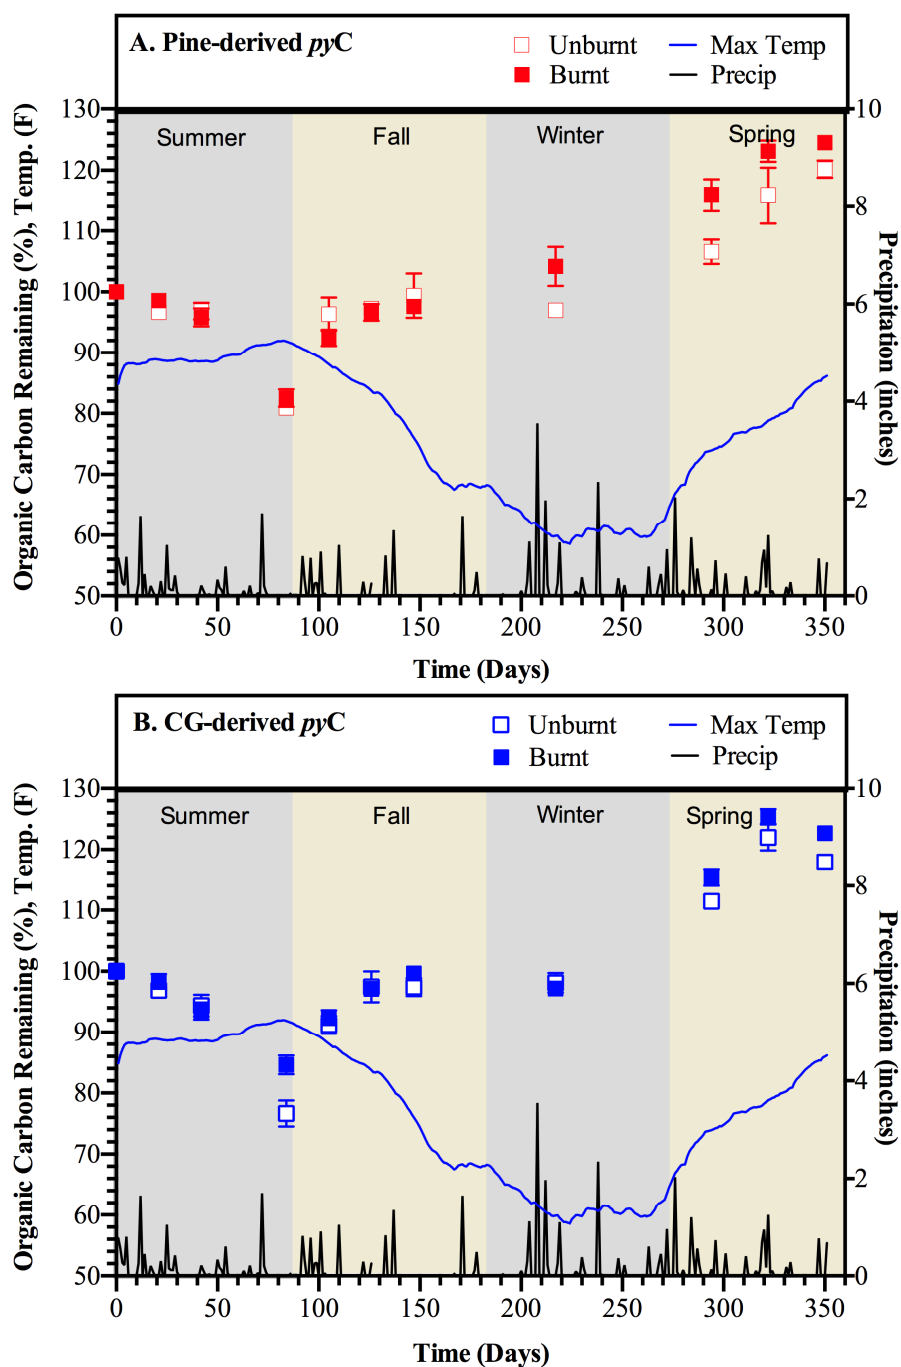 A. Pine-derived pyC
Unburnt
Max Temp
Burnt
Precip
Organic Carbon Remaining (%), Temp. (F)
130
120
110
100
90
80
70
60
50
Summer
Fall
Winter
Spring
10
8
6
4
2
0
Precipitation (inches)
0 50 100 150 200 250 300 350
Time (Days)
B. CG-derived pyC
Unburnt
Max Temp
Burnt
Precip
Organic Carbon Remaining (%), Temp. (F)
130
120
110
100
90
80
70
60
50
Summer
Fall
Winter
Spring
10
8
6
4
2
0
Precipitation (inches)
0 50 100 150 200 250 300 350
Time (Days)